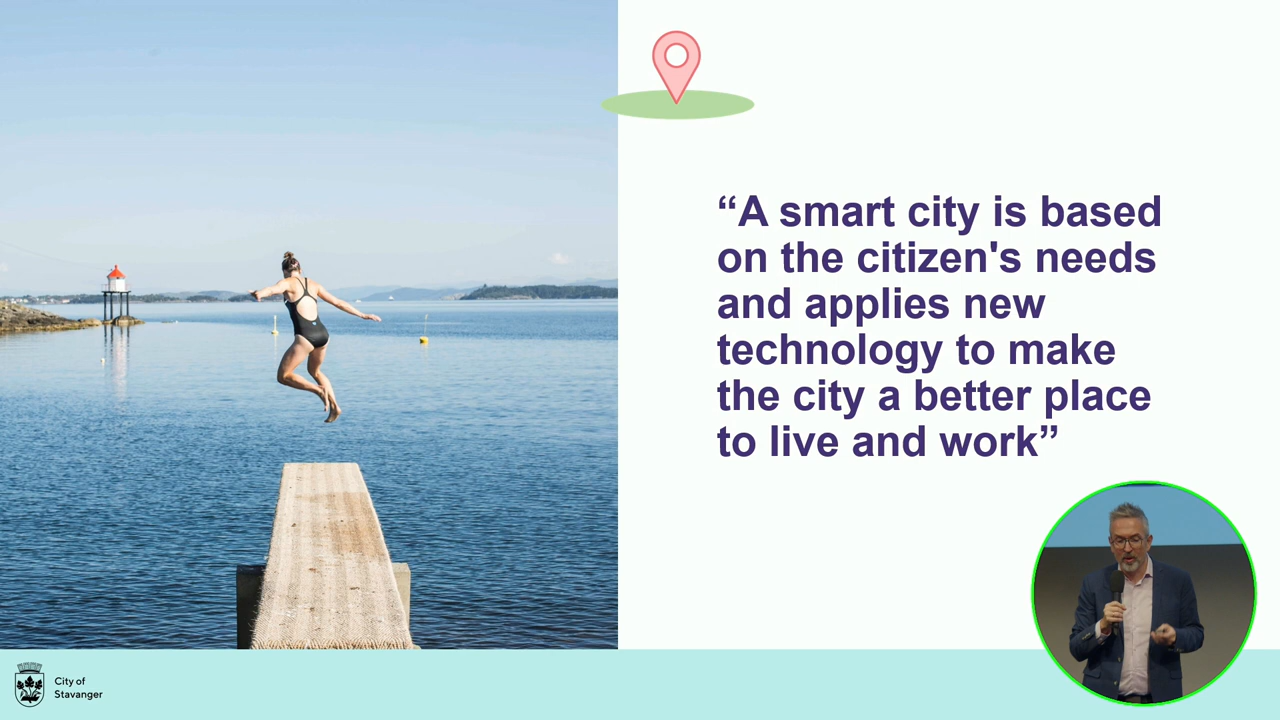 “A smart city is based
on the citizen's needs
and applies new
technology to make
the city a better place
to live and work”
City of
Stavanger